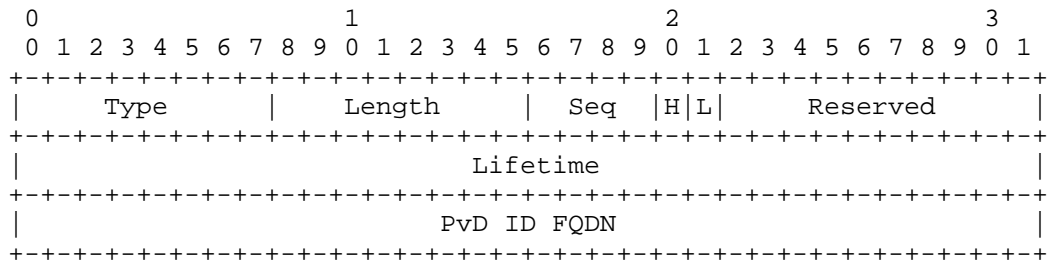 0                   1                   2                   3
 0 1 2 3 4 5 6 7 8 9 0 1 2 3 4 5 6 7 8 9 0 1 2 3 4 5 6 7 8 9 0 1
+-+-+-+-+-+-+-+-+-+-+-+-+-+-+-+-+-+-+-+-+-+-+-+-+-+-+-+-+-+-+-+-+
|     Type      |    Length     |  Seq  |H|L|     Reserved      |
+-+-+-+-+-+-+-+-+-+-+-+-+-+-+-+-+-+-+-+-+-+-+-+-+-+-+-+-+-+-+-+-+
|                            Lifetime                           |
+-+-+-+-+-+-+-+-+-+-+-+-+-+-+-+-+-+-+-+-+-+-+-+-+-+-+-+-+-+-+-+-+
|                          PvD ID FQDN                          |
+-+-+-+-+-+-+-+-+-+-+-+-+-+-+-+-+-+-+-+-+-+-+-+-+-+-+-+-+-+-+-+-+